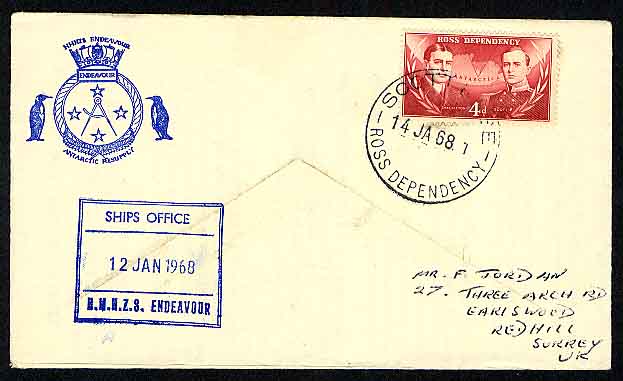 HMNZS ENDEAVOUR
ENDEAVOUR
ANTARCTIC RESUPPLY
ROSS DEPENDENCY
ANTARCTICA
4d
14 JA 68
ROSS DEPENDENCY
SHIPS OFFICE
12 JAN 1968
H.M.N.Z.S. ENDEAVOUR
MR. F. JORDAN
27. THREE ARCH RD
EARLSWOOD
REDHILL
SURREY
UK